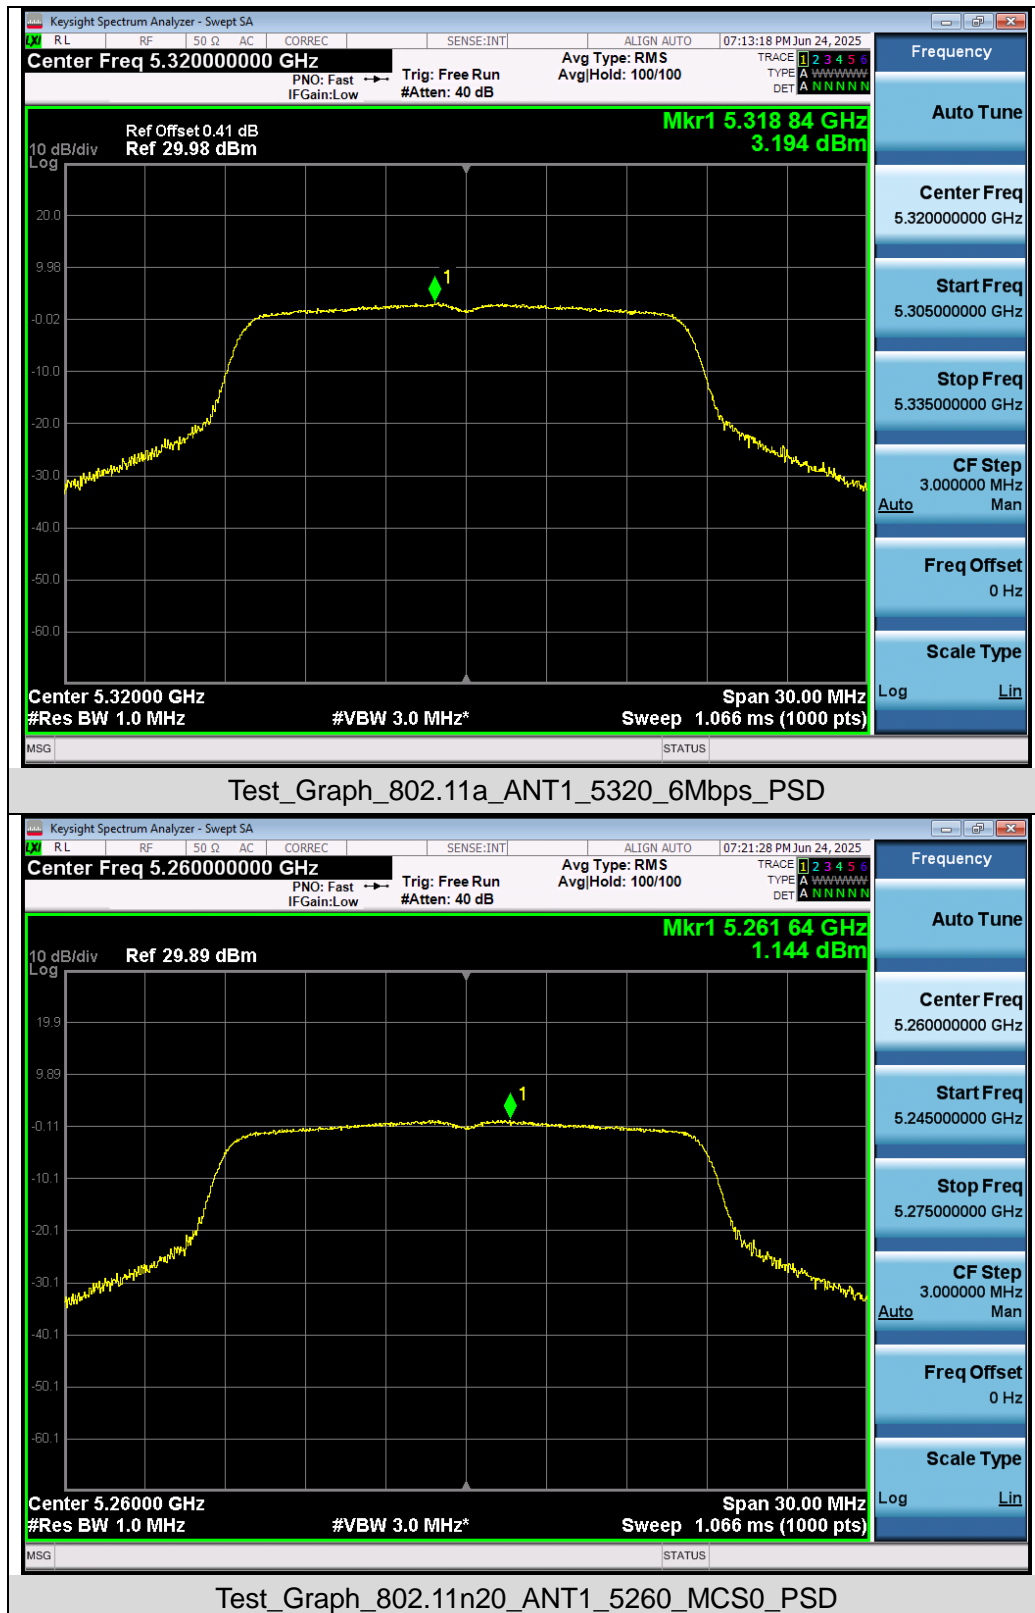 Keysight Spectrum Analyzer - Swept SA
LXI RL RF 50 Ω AC CORREC SENSE:INT ALIGN AUTO 07:13:18 PM Jun 24, 2025
Center Freq 5.320000000 GHz
PNO: Fast
IFGain:Low
Trig: Free Run
#Atten: 40 dB
Avg Type: RMS
Avg|Hold: 100/100
TRACE 1 2 3 4 5 6
TYPE A WWWWW
DET A N N N N N
Mkr1 5.318 84 GHz
3.194 dBm
Ref Offset 0.41 dB
10 dB/div Ref 29.98 dBm
Log
20.0
9.98
-0.02
-10.0
-20.0
-30.0
-40.0
-50.0
-60.0
1
Center 5.32000 GHz Span 30.00 MHz
#Res BW 1.0 MHz #VBW 3.0 MHz* Sweep 1.066 ms (1000 pts)
MSG STATUS
Frequency
Auto Tune
Center Freq
5.320000000 GHz
Start Freq
5.305000000 GHz
Stop Freq
5.335000000 GHz
CF Step
3.000000 MHz
Auto Man
Freq Offset
0 Hz
Scale Type
Log Lin
Test_Graph_802.11a_ANT1_5320_6Mbps_PSD
Keysight Spectrum Analyzer - Swept SA
LXI RL RF 50 Ω AC CORREC SENSE:INT ALIGN AUTO 07:21:28 PM Jun 24, 2025
Center Freq 5.260000000 GHz
PNO: Fast
IFGain:Low
Trig: Free Run
#Atten: 40 dB
Avg Type: RMS
Avg|Hold: 100/100
TRACE 1 2 3 4 5 6
TYPE A WWWWW
DET A N N N N N
Mkr1 5.261 64 GHz
1.144 dBm
10 dB/div Ref 29.89 dBm
Log
19.9
9.89
-0.11
-10.1
-20.1
-30.1
-40.1
-50.1
-60.1
1
Center 5.26000 GHz Span 30.00 MHz
#Res BW 1.0 MHz #VBW 3.0 MHz* Sweep 1.066 ms (1000 pts)
MSG STATUS
Frequency
Auto Tune
Center Freq
5.260000000 GHz
Start Freq
5.245000000 GHz
Stop Freq
5.275000000 GHz
CF Step
3.000000 MHz
Auto Man
Freq Offset
0 Hz
Scale Type
Log Lin
Test_Graph_802.11n20_ANT1_5260_MCS0_PSD